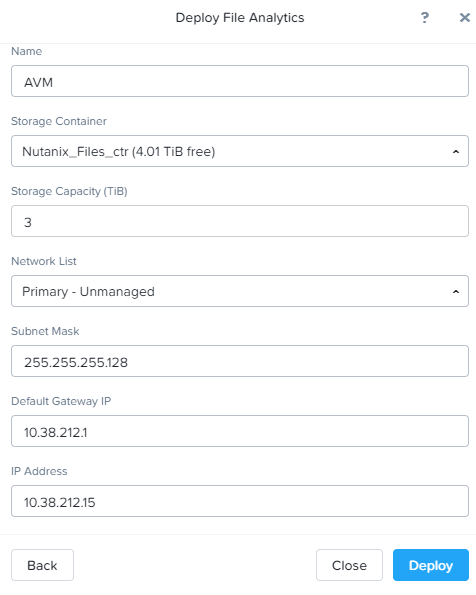 Deploy File Analytics ? ×
Name
AVM
Storage Container
Nutanix_Files_ctr (4.01 TiB free)
Storage Capacity (TiB)
3
Network List
Primary - Unmanaged
Subnet Mask
255.255.255.128
Default Gateway IP
10.38.212.1
IP Address
10.38.212.15
Back Close Deploy